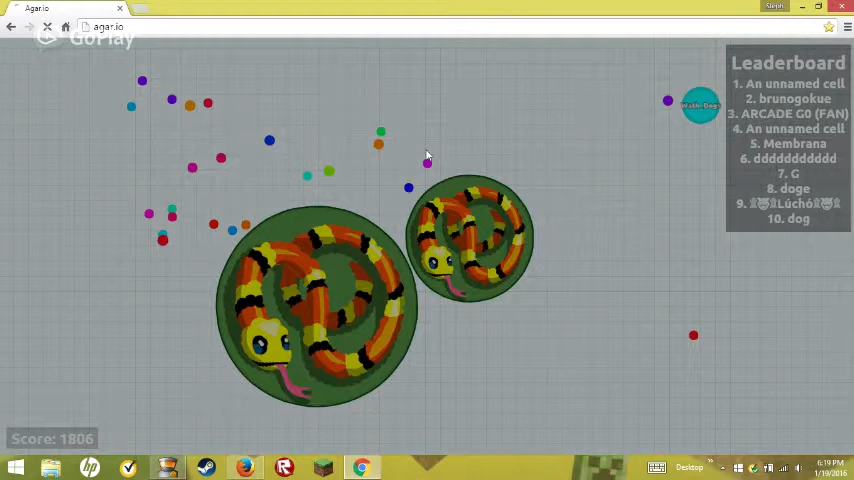 Agar.io
Steph
agar.io
GoPlay
Leaderboard
1. An unnamed cell
2. brunogokue
3. ARCADE G0 (FAN)
4. An unnamed cell
5. Membrana
6. ddddddddddd
7. G
8. doge
9. Lúchó
10. dog
Score: 1806
Desktop
6:19 PM
1/19/2016